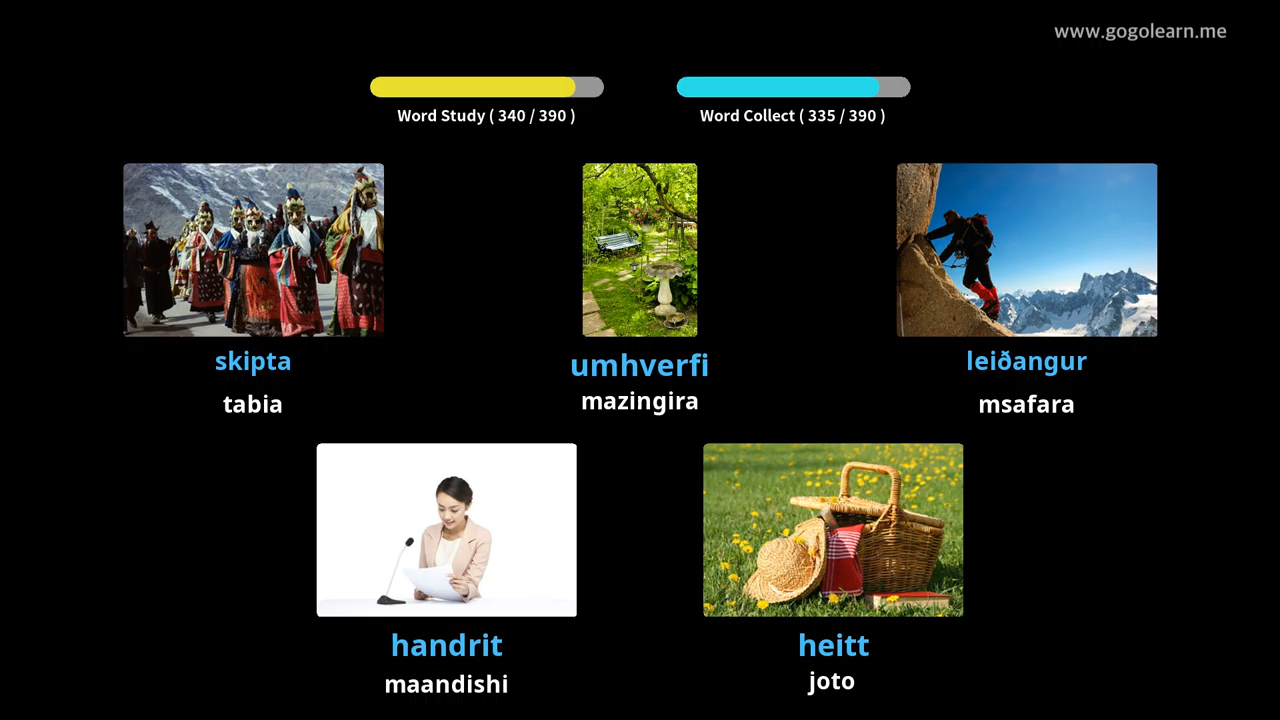 www.gogolearn.me
Word Study ( 340 / 390 )
Word Collect ( 335 / 390 )
skipta
tabia
umhverfi
mazingira
leiðangur
msafara
handrit
maandishi
heitt
joto